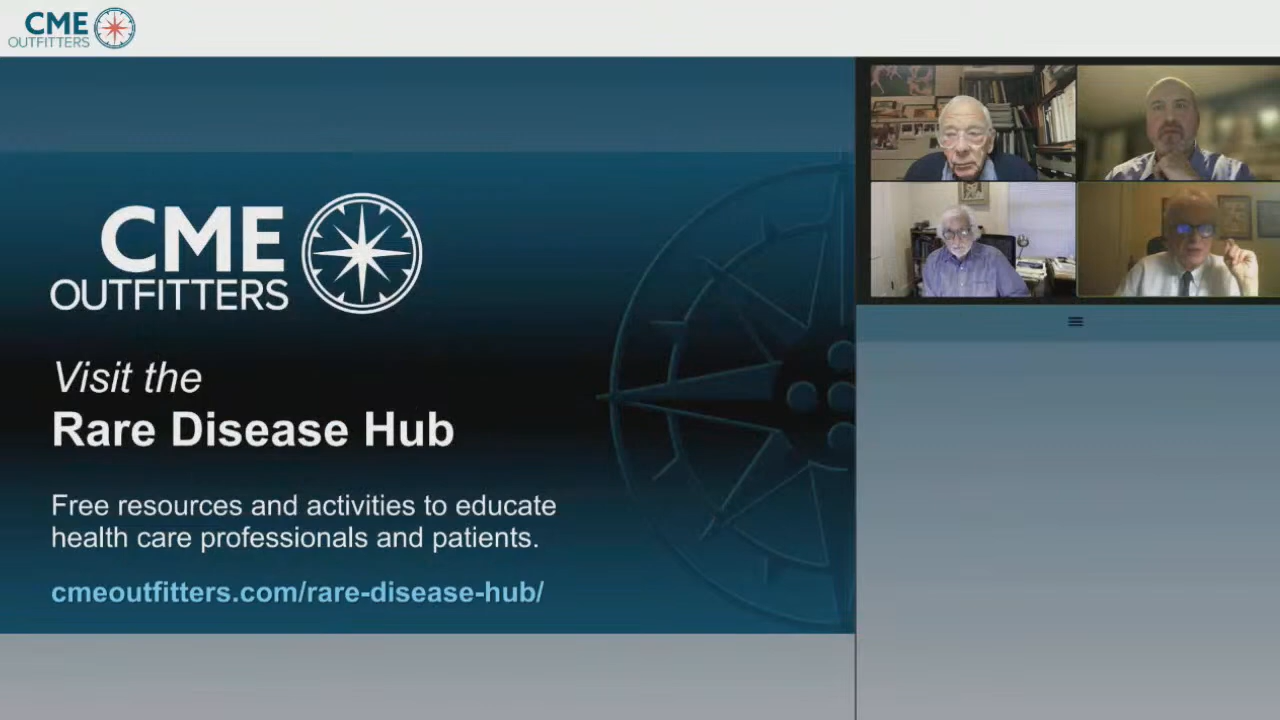 CME
OUTFITTERS
CME
OUTFITTERS
Visit the
Rare Disease Hub
Free resources and activities to educate
health care professionals and patients.
cmeoutfitters.com/rare-disease-hub/